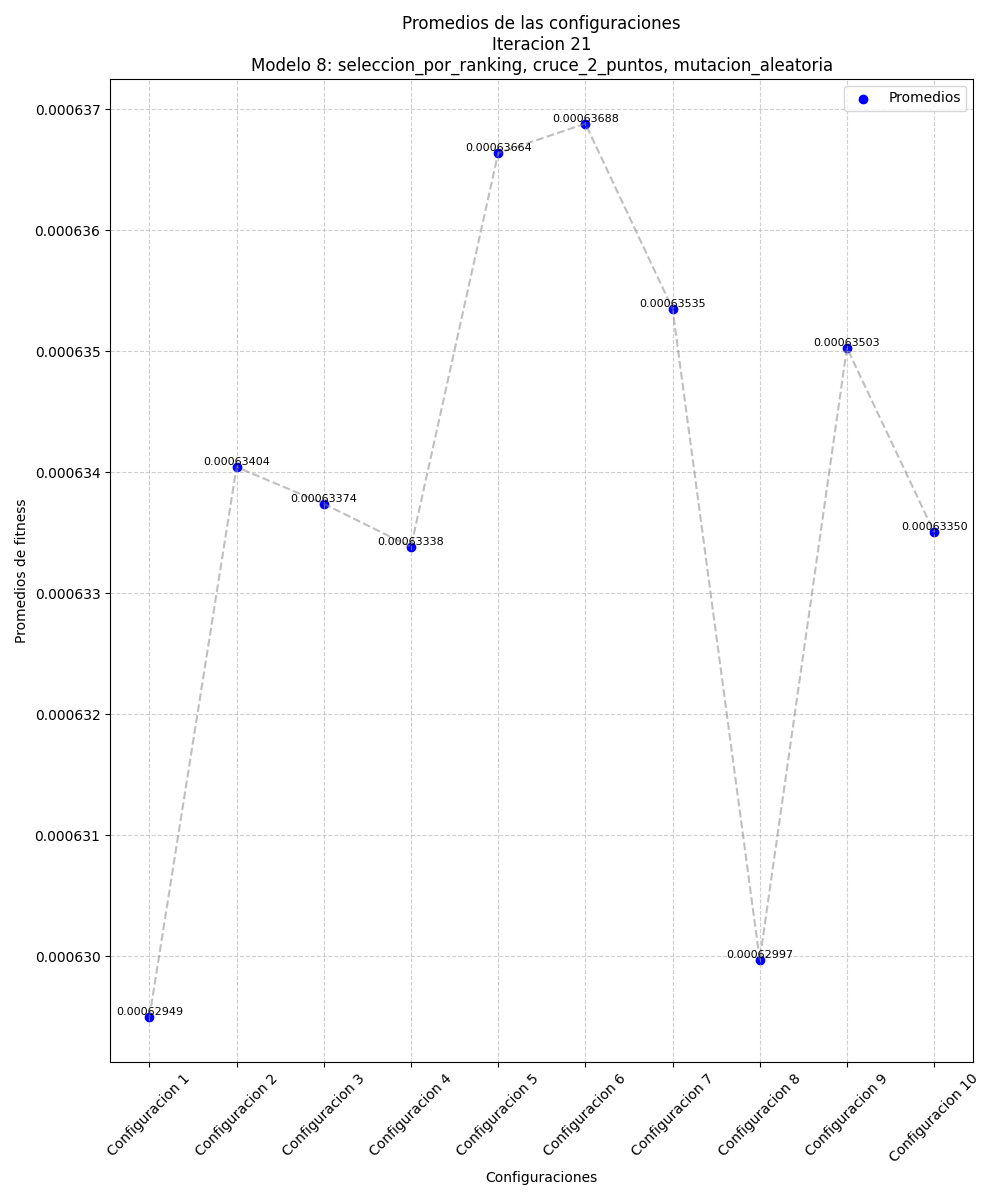 Promedios de las configuraciones
Iteracion 21
Modelo 8: seleccion_por_ranking, cruce_2_puntos, mutacion_aleatoria
Promedios
0.000637
0.000636
0.000635
0.000634
0.000633
0.000632
0.000631
0.000630
Promedios de fitness
0.00062949
0.00063404
0.00063374
0.00063338
0.00063664
0.00063688
0.00063535
0.00062997
0.00063503
0.00063350
Configuracion 1
Configuracion 2
Configuracion 3
Configuracion 4
Configuracion 5
Configuracion 6
Configuracion 7
Configuracion 8
Configuracion 9
Configuracion 10
Configuraciones